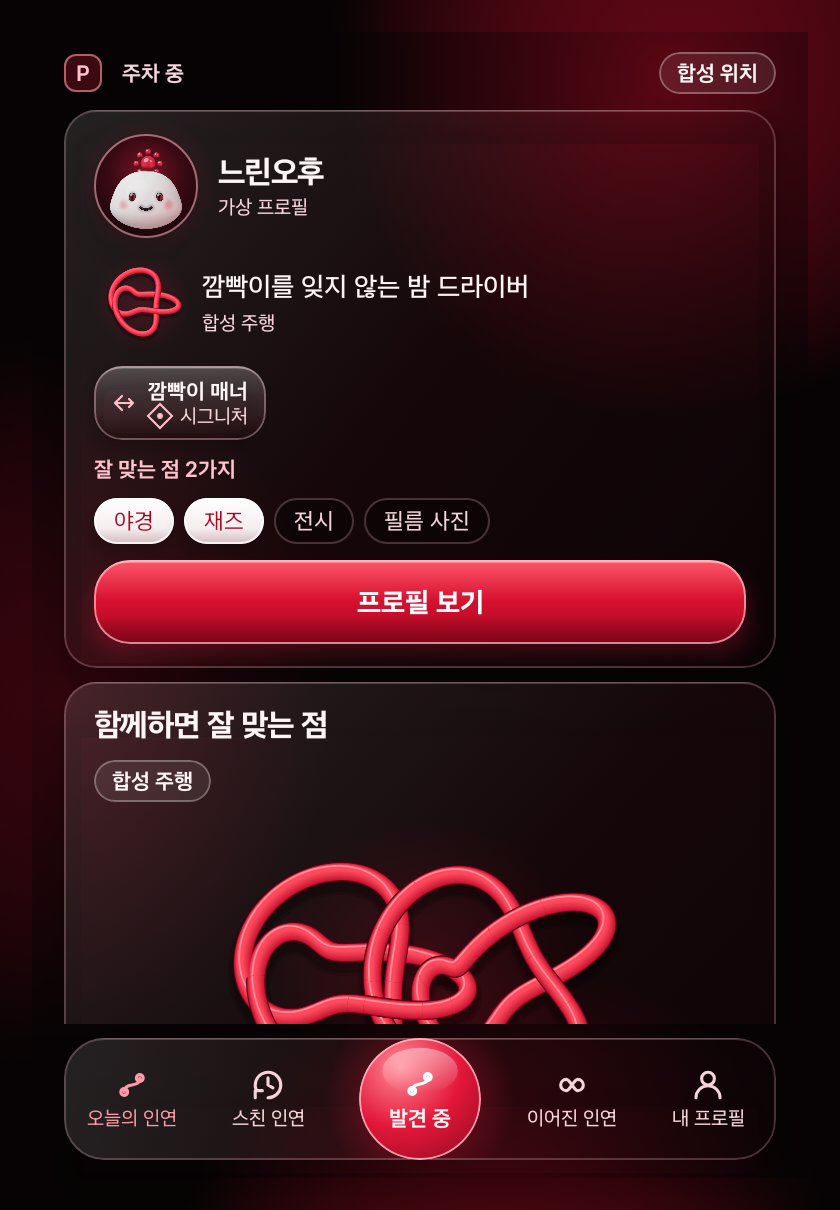 P 주차 중
합성 위치
느린오후
가상 프로필
깜빡이를 잊지 않는 밤 드라이버
합성 주행
깜빡이 매너
시그니처
잘 맞는 점 2가지
야경 재즈 전시 필름 사진
프로필 보기
함께하면 잘 맞는 점
합성 주행
오늘의 인연 스친 인연 발견 중 이어진 인연 내 프로필